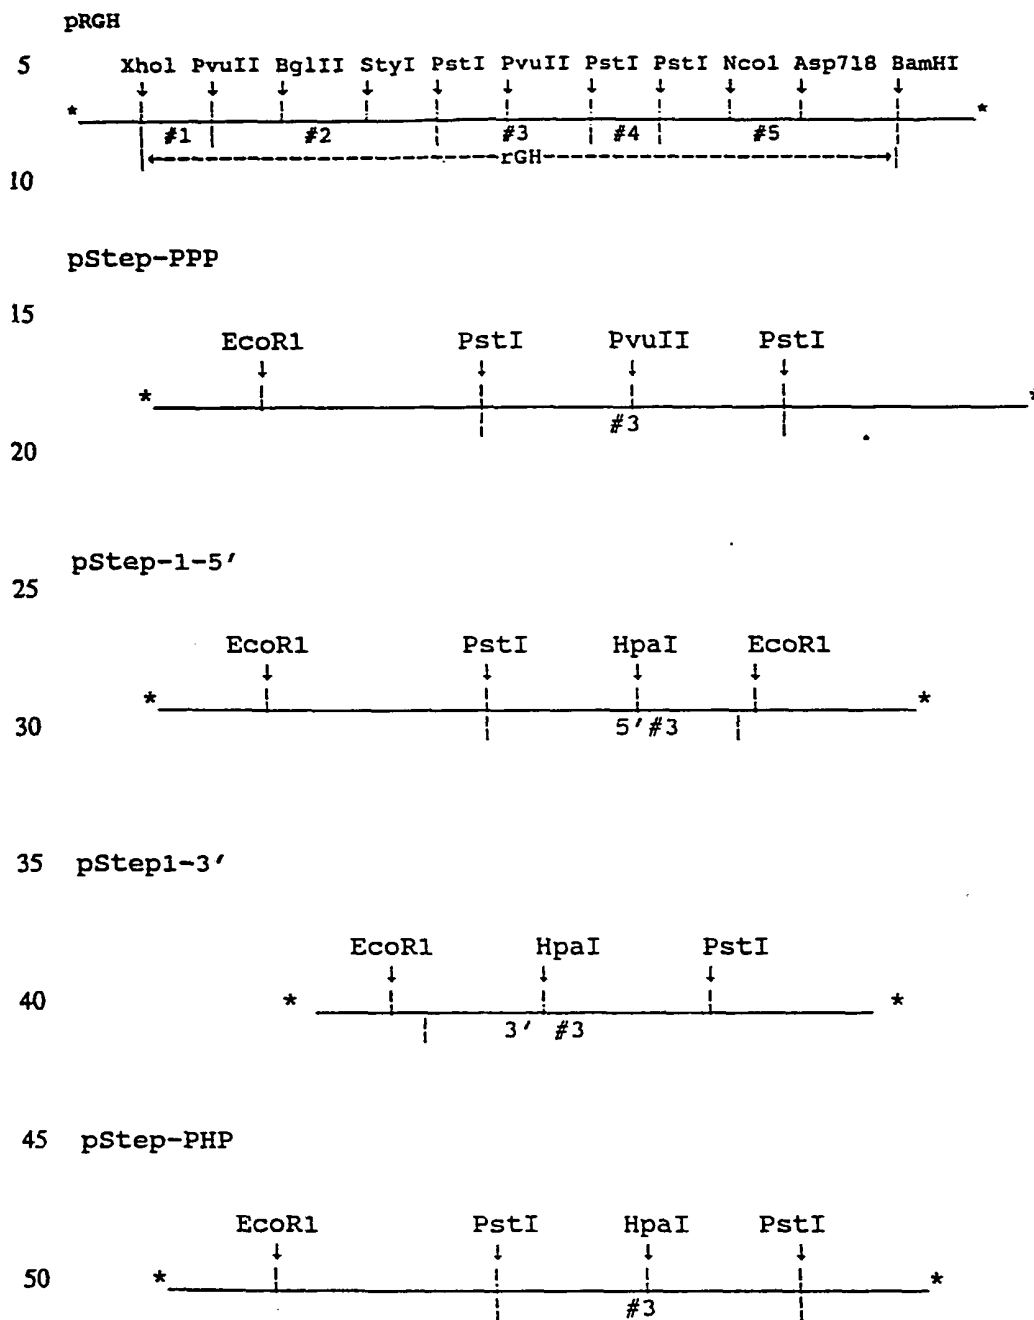 pRGH
5 Xhol PvuII BglII StyI PstI PvuII PstI PstI Ncol Asp718 BamHI
* *
#1 #2 #3 #4 #5
rGH
10
pStep-PPP
15
EcoR1 PstI PvuII PstI
* *
#3
20
pStep-1-5′
25
EcoR1 PstI HpaI EcoR1
* *
30 5′#3
35 pStep1-3′
EcoR1 HpaI PstI
40 * *
3′ #3
45 pStep-PHP
EcoR1 PstI HpaI PstI
50 * *
#3